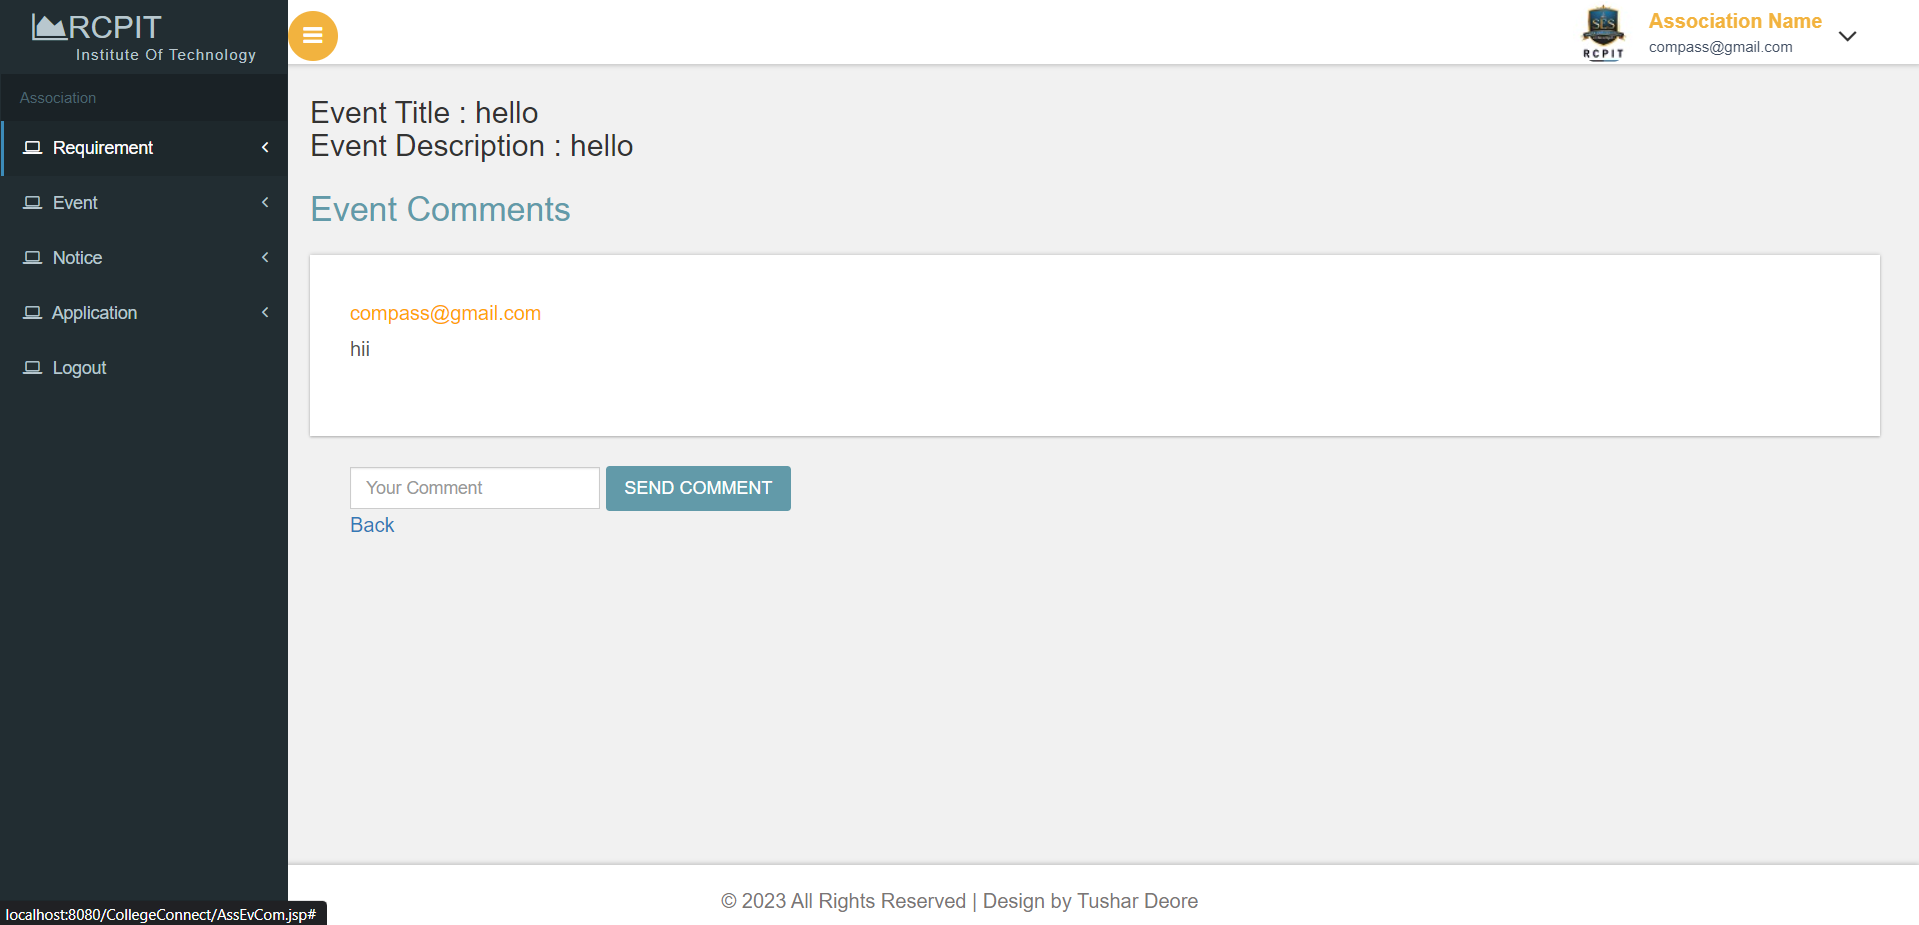 RCPIT
Institute Of Technology
Association
Requirement
Event
Notice
Application
Logout
SES
RCPIT
Association Name
compass@gmail.com
Event Title : hello
Event Description : hello
Event Comments
compass@gmail.com
hii
Your Comment
SEND COMMENT
Back
© 2023 All Rights Reserved | Design by Tushar Deore
localhost:8080/CollegeConnect/AssEvCom.jsp#